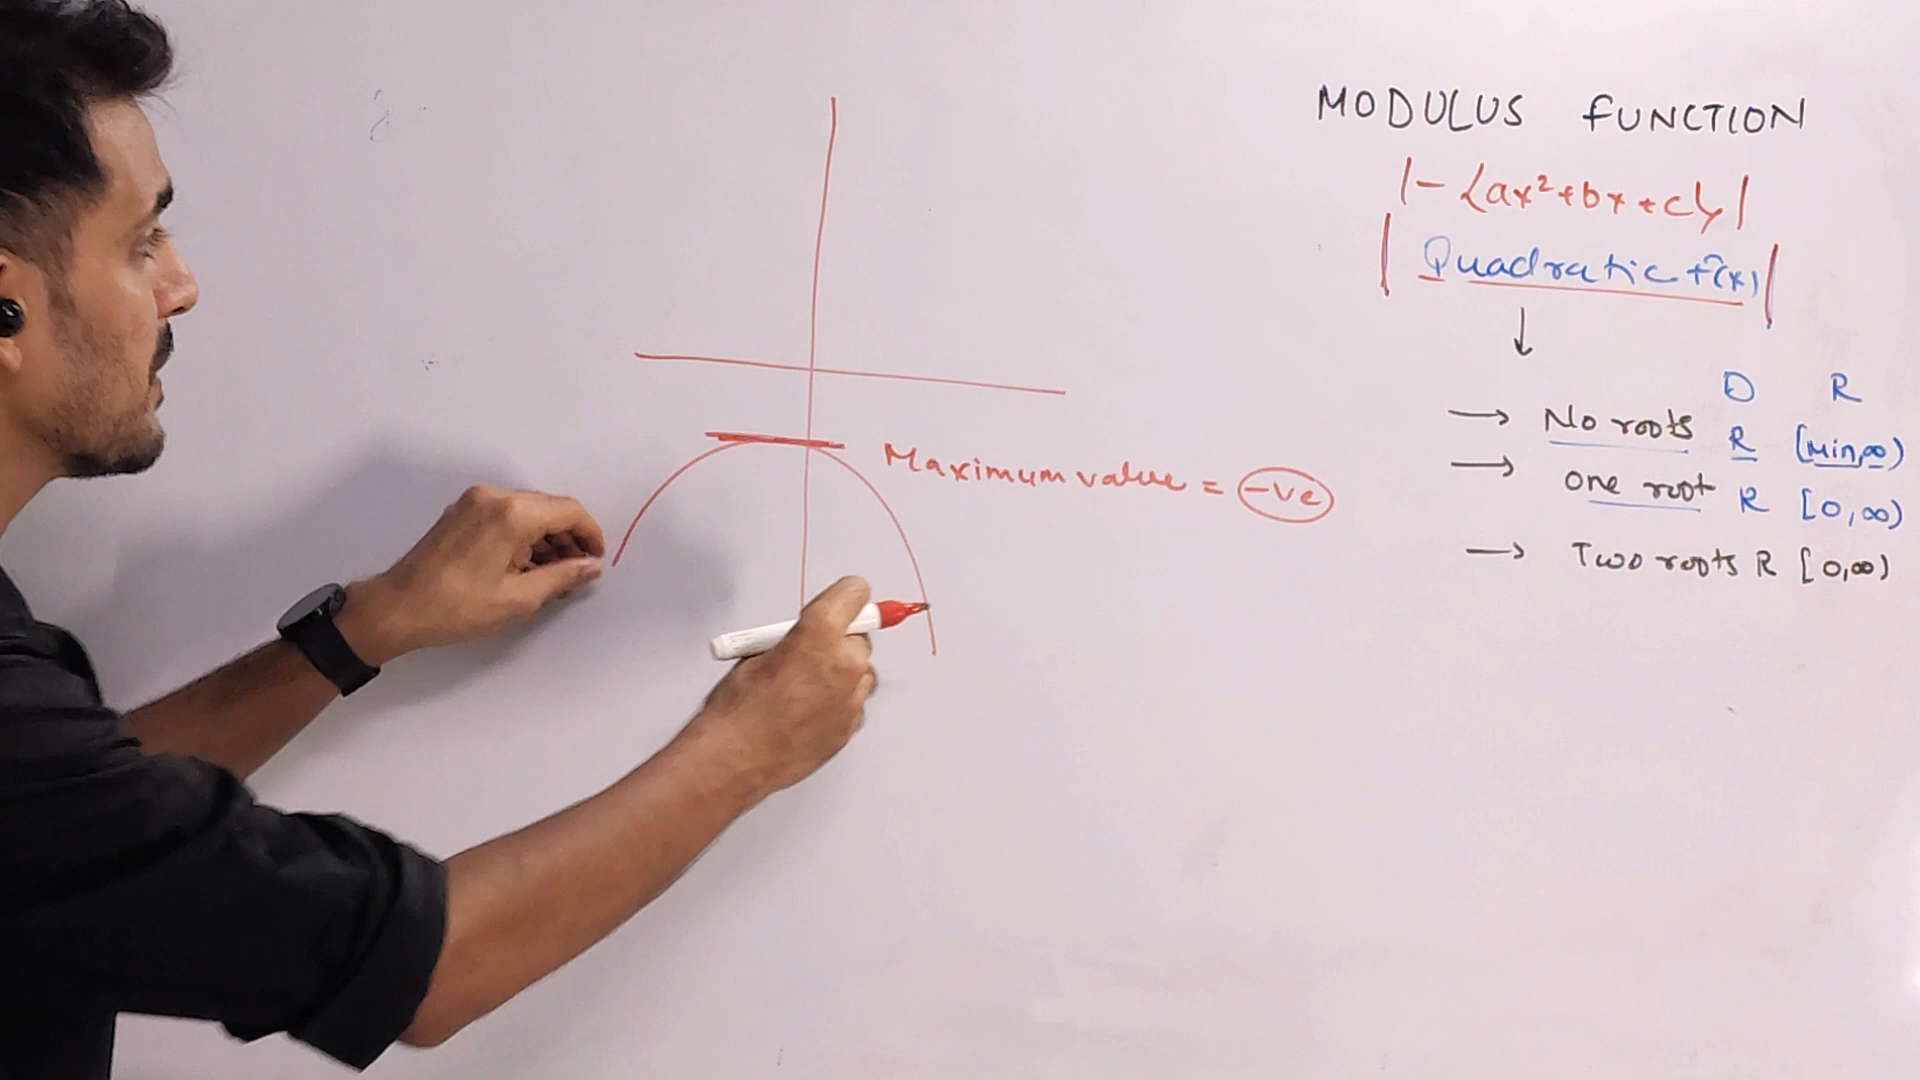 MODULUS FUNCTION
|-{ax²+bx+c}|
|Quadratic f(x)|
↓
D R
→ No roots R (min,∞)
→ One root R [0,∞)
→ Two roots R [0,∞)
Maximum value = -ve